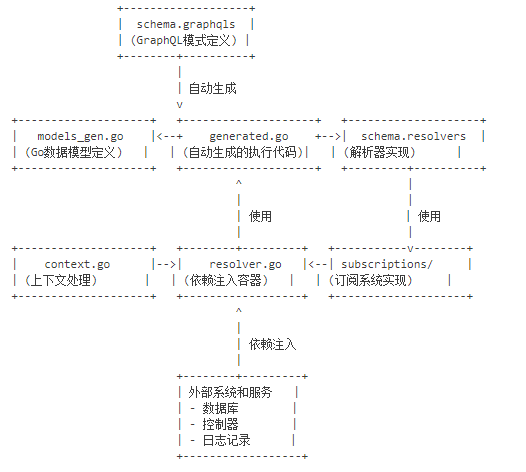 schema.graphqls
(GraphQL模式定义)
自动生成
models_gen.go
generated.go
schema.resolvers
(Go数据模型定义)
(自动生成的执行代码)
(解析器实现)
使用
使用
context.go
resolver.go
subscriptions/
(上下文处理)
(依赖注入容器)
(订阅系统实现)
依赖注入
外部系统和服务
- 数据库
- 控制器
- 日志记录